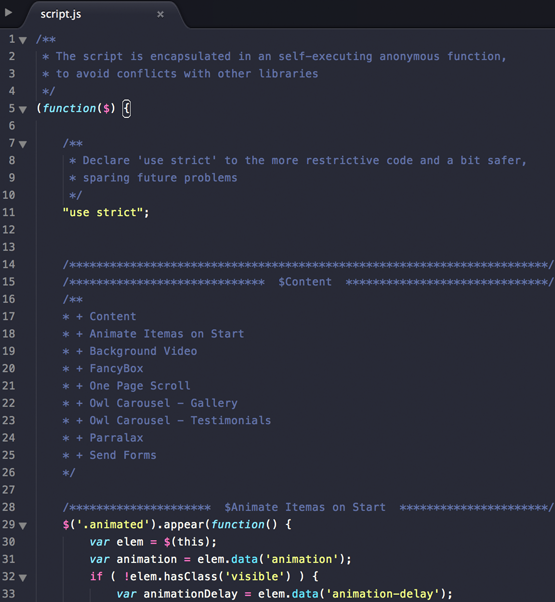 script.js ×
1 /**
2 * The script is encapsulated in an self-executing anonymous function,
3 * to avoid conflicts with other libraries
4 */
5 (function($) {
6
7 /**
8 * Declare 'use strict' to the more restrictive code and a bit safer,
9 * sparing future problems
10 */
11 "use strict";
12
13
14 /***********************************************************************/
15 /***************************** $Content ******************************/
16 /**
17 * + Content
18 * + Animate Itemas on Start
19 * + Background Video
20 * + FancyBox
21 * + One Page Scroll
22 * + Owl Carousel - Gallery
23 * + Owl Carousel - Testimonials
24 * + Parralax
25 * + Send Forms
26 */
27
28 /********************* $Animate Itemas on Start **********************/
29 $('.animated').appear(function() {
30 var elem = $(this);
31 var animation = elem.data('animation');
32 if ( !elem.hasClass('visible') ) {
33 var animationDelay = elem.data('animation-delay');